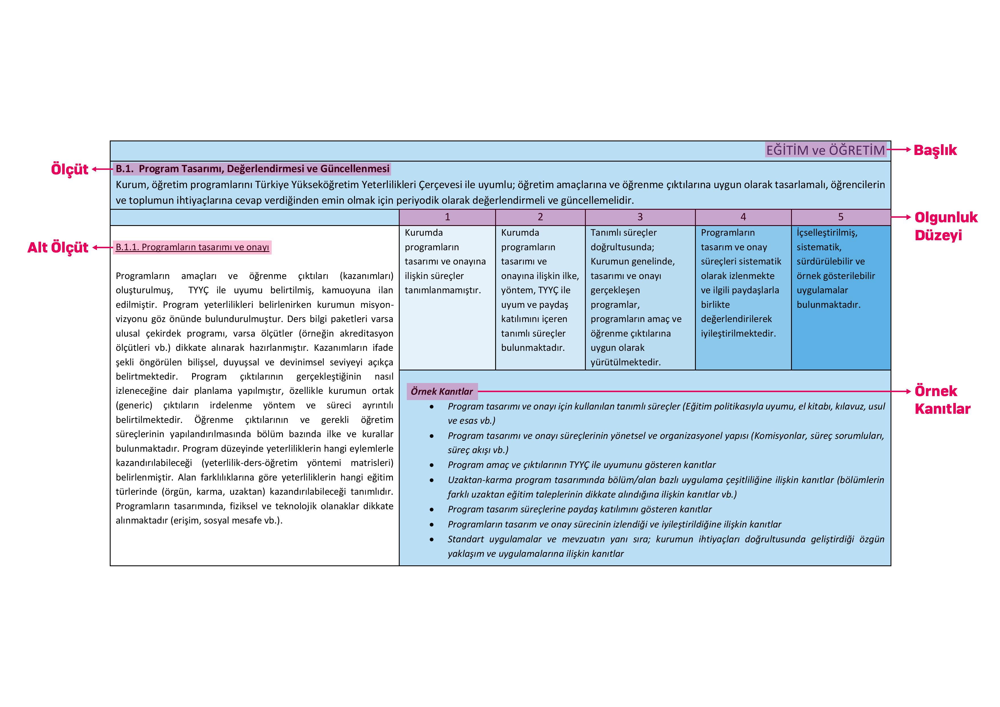 EĞİTİM ve ÖĞRETİM
Başlık
Ölçüt
B.1. Program Tasarımı, Değerlendirmesi ve Güncellenmesi
Kurum, öğretim programlarını Türkiye Yükseköğretim Yeterlilikleri Çerçevesi ile uyumlu; öğretim amaçlarına ve öğrenme çıktılarına uygun olarak tasarlamalı, öğrencilerin
ve toplumun ihtiyaçlarına cevap verdiğinden emin olmak için periyodik olarak değerlendirmeli ve güncellemelidir.
1 2 3 4 5
Olgunluk
Düzeyi
Alt Ölçüt
B.1.1. Programların tasarımı ve onayı
Programların amaçları ve öğrenme çıktıları (kazanımları)
oluşturulmuş, TYYÇ ile uyumu belirtilmiş, kamuoyuna ilan
edilmiştir. Program yeterlilikleri belirlenirken kurumun misyon-
vizyonu göz önünde bulundurulmuştur. Ders bilgi paketleri varsa
ulusal çekirdek programı, varsa ölçütler (örneğin akreditasyon
ölçütleri vb.) dikkate alınarak hazırlanmıştır. Kazanımların ifade
şekli öngörülen bilişsel, duyuşsal ve devinimsel seviyeyi açıkça
belirtmektedir. Program çıktılarının gerçekleştiğinin nasıl
izleneceğine dair planlama yapılmıştır, özellikle kurumun ortak
(generic) çıktıların irdelenme yöntem ve süreci ayrıntılı
belirtilmektedir. Öğrenme çıktılarının ve gerekli öğretim
süreçlerinin yapılandırılmasında bölüm bazında ilke ve kurallar
bulunmaktadır. Program düzeyinde yeterliliklerin hangi eylemlerle
kazandırılabileceği (yeterlilik-ders-öğretim yöntemi matrisleri)
belirlenmiştir. Alan farklılıklarına göre yeterliliklerin hangi eğitim
türlerinde (örgün, karma, uzaktan) kazandırılabileceği tanımlıdır.
Programların tasarımında, fiziksel ve teknolojik olanaklar dikkate
alınmaktadır (erişim, sosyal mesafe vb.).
Kurumda
programların
tasarımı ve onayına
ilişkin süreçler
tanımlanmamıştır.
Kurumda
programların
tasarımı ve
onayına ilişkin ilke,
yöntem, TYYÇ ile
uyum ve paydaş
katılımını içeren
tanımlı süreçler
bulunmaktadır.
Tanımlı süreçler
doğrultusunda;
Kurumun genelinde,
tasarımı ve onayı
gerçekleşen
programlar,
programların amaç ve
öğrenme çıktılarına
uygun olarak
yürütülmektedir.
Programların
tasarım ve onay
süreçleri sistematik
olarak izlenmekte
ve ilgili paydaşlarla
birlikte
değerlendirilerek
iyileştirilmektedir.
İçselleştirilmiş,
sistematik,
sürdürülebilir ve
örnek gösterilebilir
uygulamalar
bulunmaktadır.
Örnek Kanıtlar
Örnek
Kanıtlar
• Program tasarımı ve onayı için kullanılan tanımlı süreçler (Eğitim politikasıyla uyumu, el kitabı, kılavuz, usul
ve esas vb.)
• Program tasarımı ve onayı süreçlerinin yönetsel ve organizasyonel yapısı (Komisyonlar, süreç sorumluları,
süreç akışı vb.)
• Program amaç ve çıktılarının TYYÇ ile uyumunu gösteren kanıtlar
• Uzaktan-karma program tasarımında bölüm/alan bazlı uygulama çeşitliliğine ilişkin kanıtlar (bölümlerin
farklı uzaktan eğitim taleplerinin dikkate alındığına ilişkin kanıtlar vb.)
• Program tasarım süreçlerine paydaş katılımını gösteren kanıtlar
• Programların tasarım ve onay sürecinin izlendiği ve iyileştirildiğine ilişkin kanıtlar
• Standart uygulamalar ve mevzuatın yanı sıra; kurumun ihtiyaçları doğrultusunda geliştirdiği özgün
yaklaşım ve uygulamalarına ilişkin kanıtlar